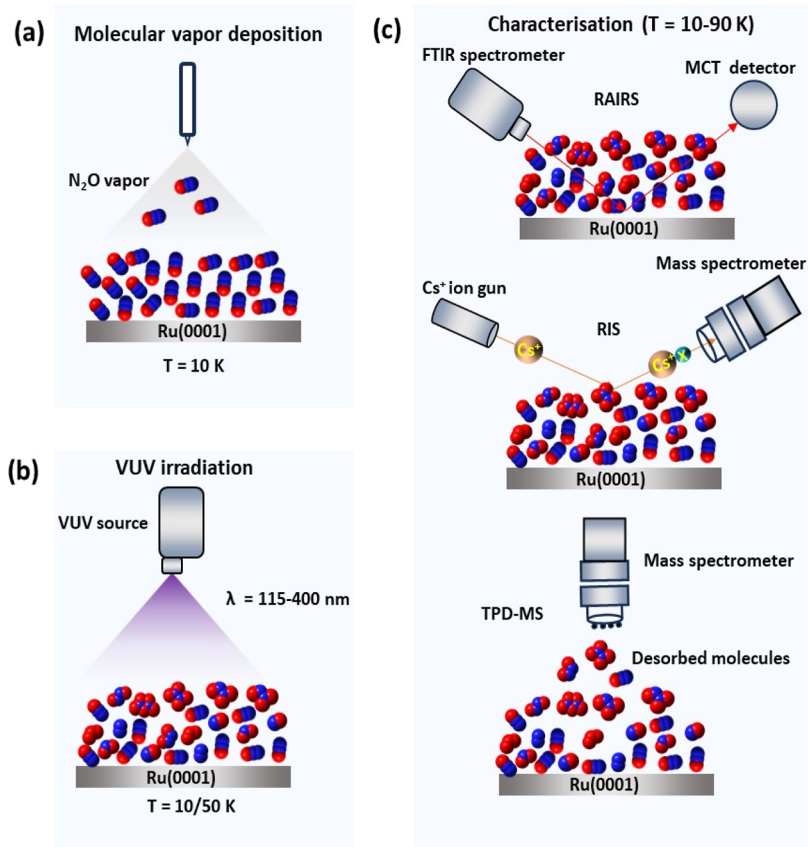 (a)
Molecular vapor deposition
N₂O vapor
Ru(0001)
T = 10 K
(b)
VUV irradiation
VUV source
λ = 115-400 nm
Ru(0001)
T = 10/50 K
(c)
Characterisation (T = 10-90 K)
FTIR spectrometer
MCT detector
RAIRS
Ru(0001)
Mass spectrometer
Cs⁺ ion gun
RIS
Cs⁺
Cs⁺ X
Ru(0001)
Mass spectrometer
TPD-MS
Desorbed molecules
Ru(0001)